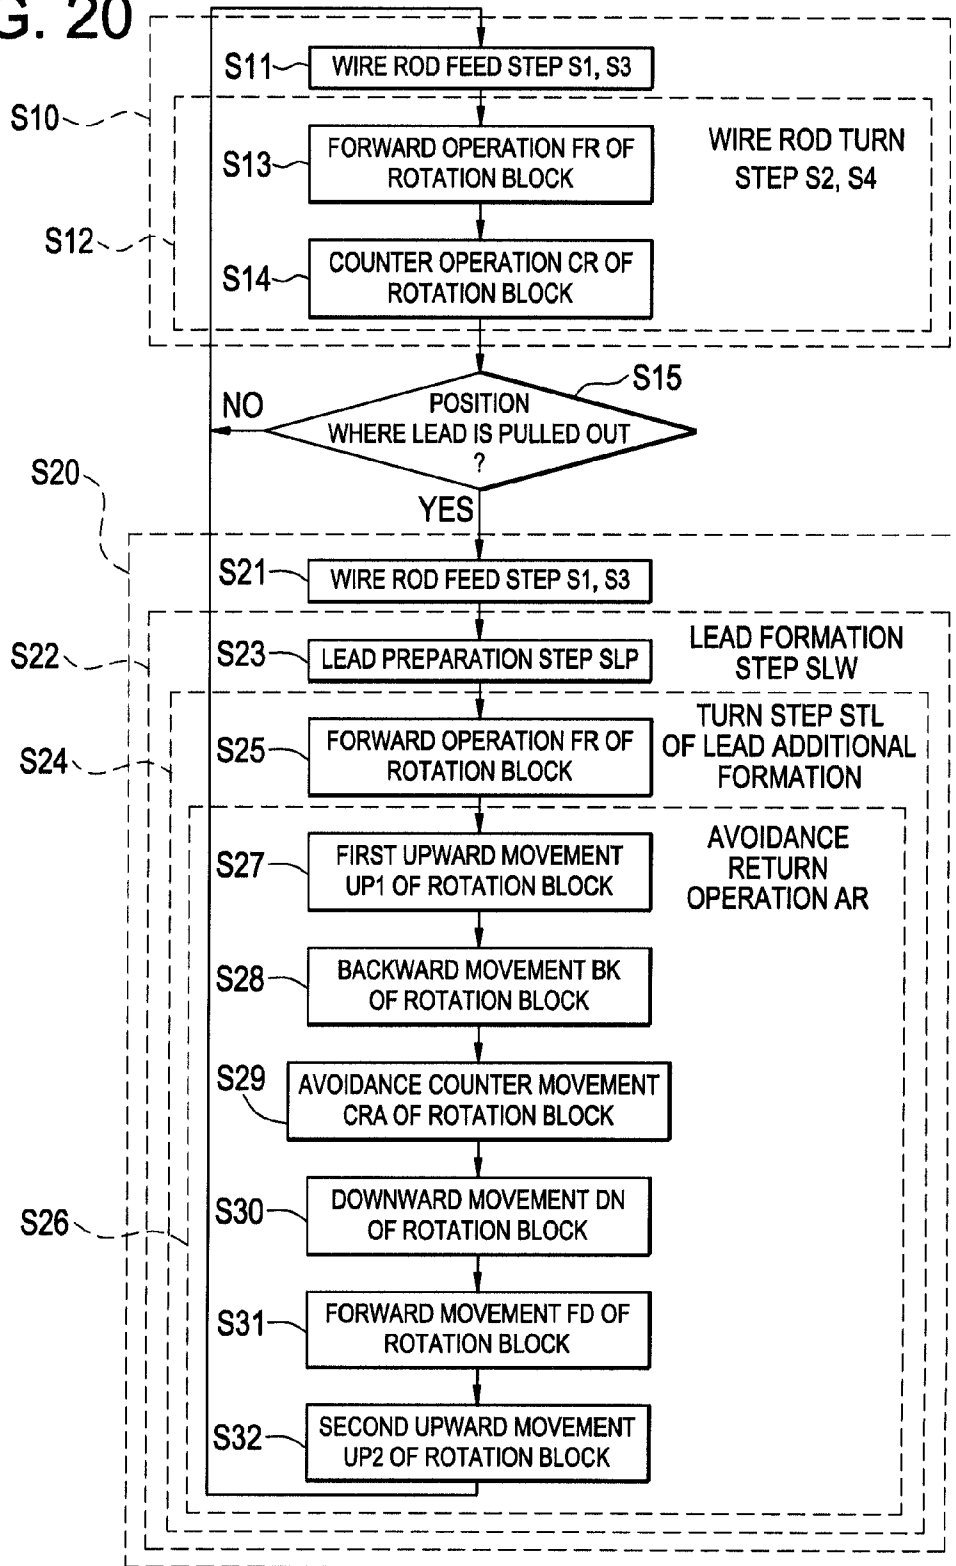 G. 20
S11
WIRE ROD FEED STEP S1, S3
S10
S13
FORWARD OPERATION FR OF
ROTATION BLOCK
WIRE ROD TURN
STEP S2, S4
S12
S14
COUNTER OPERATION CR OF
ROTATION BLOCK
S15
NO
POSITION
WHERE LEAD IS PULLED OUT
?
S20
YES
S21
WIRE ROD FEED STEP S1, S3
S22
S23
LEAD PREPARATION STEP SLP
LEAD FORMATION
STEP SLW
S24
S25
FORWARD OPERATION FR OF
ROTATION BLOCK
TURN STEP STL
OF LEAD ADDITIONAL
FORMATION
S27
FIRST UPWARD MOVEMENT
UP1 OF ROTATION BLOCK
AVOIDANCE
RETURN
OPERATION AR
S28
BACKWARD MOVEMENT BK
OF ROTATION BLOCK
S29
AVOIDANCE COUNTER MOVEMENT
CRA OF ROTATION BLOCK
S26
S30
DOWNWARD MOVEMENT DN
OF ROTATION BLOCK
S31
FORWARD MOVEMENT FD OF
ROTATION BLOCK
S32
SECOND UPWARD MOVEMENT
UP2 OF ROTATION BLOCK